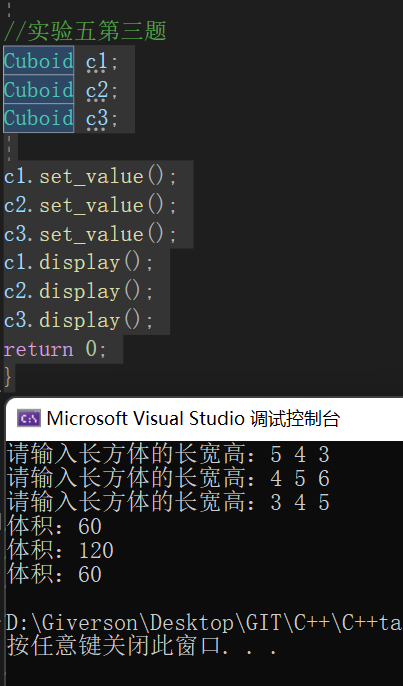 //实验五第三题
Cuboid c1;
Cuboid c2;
Cuboid c3;
c1.set_value();
c2.set_value();
c3.set_value();
c1.display();
c2.display();
c3.display();
return 0;
}
Microsoft Visual Studio 调试控制台
请输入长方体的长宽高：5 4 3
请输入长方体的长宽高：4 5 6
请输入长方体的长宽高：3 4 5
体积：60
体积：120
体积：60
D:\Giverson\Desktop\GIT\C++\C++ta
按任意键关闭此窗口. . .